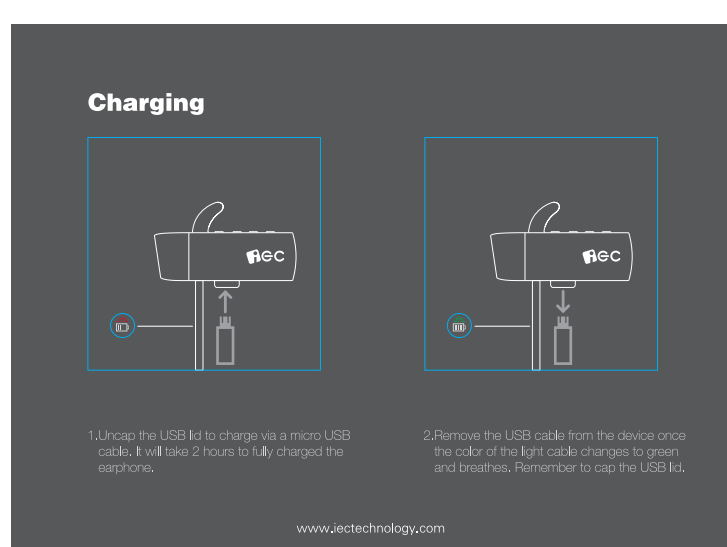 Charging
iec
iec
1.Uncap the USB lid to charge via a micro USB
cable. It will take 2 hours to fully charged the
earphone.
2.Remove the USB cable from the device once
the color of the light cable changes to green
and breathes. Remember to cap the USB lid.
www.iectechnology.com